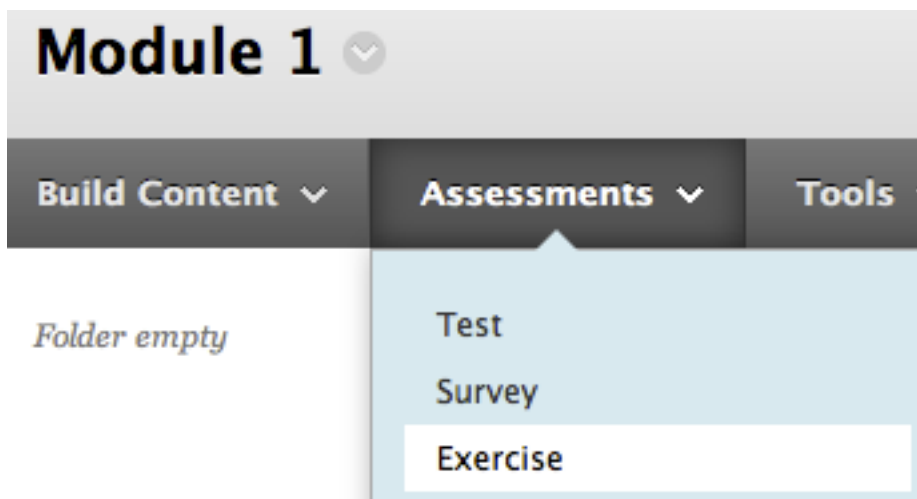 Module 1
Build Content Assessments Tools
Folder empty
Test
Survey
Exercise